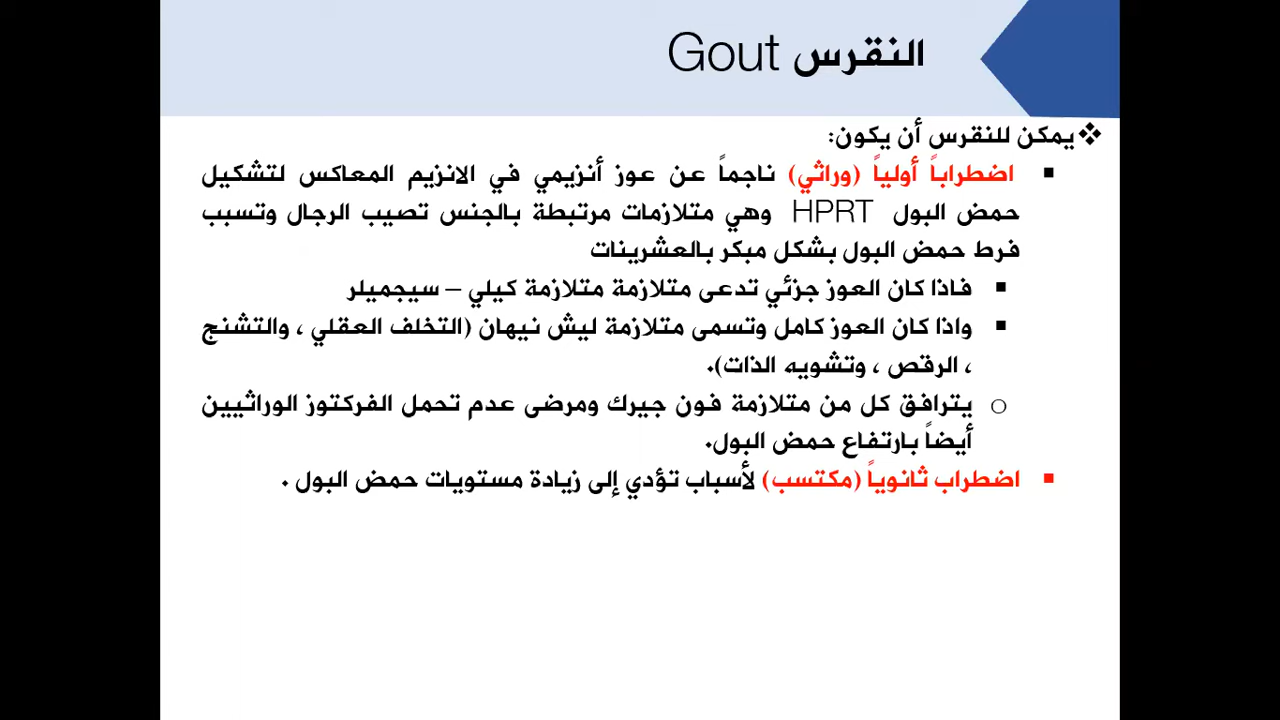 النقرس Gout
❖ يمكن للنقرس أن يكون:
▪ اضطراباً أولياً (وراثي) ناجماً عن عوز أنزيمي في الانزيم المعاكس لتشكيل
حمض البول HPRT وهي متلازمات مرتبطة بالجنس تصيب الرجال وتسبب
فرط حمض البول بشكل مبكر بالعشرينات
▪ فاذا كان العوز جزئي تدعى متلازمة متلازمة كيلي – سيجميلر
▪ واذا كان العوز كامل وتسمى متلازمة ليش نيهان (التخلف العقلي ، والتشنج
، الرقص ، وتشويه الذات).
○ يترافق كل من متلازمة فون جيرك ومرضى عدم تحمل الفركتوز الوراثيين
أيضاً بارتفاع حمض البول.
▪ اضطراب ثانوياً (مكتسب) لأسباب تؤدي إلى زيادة مستويات حمض البول .